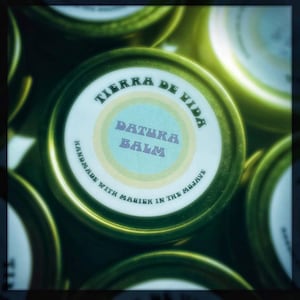 TIERRA DE VIDA
DATURA
BALM
HANDMADE WITH MAGICK IN THE MOJAVE